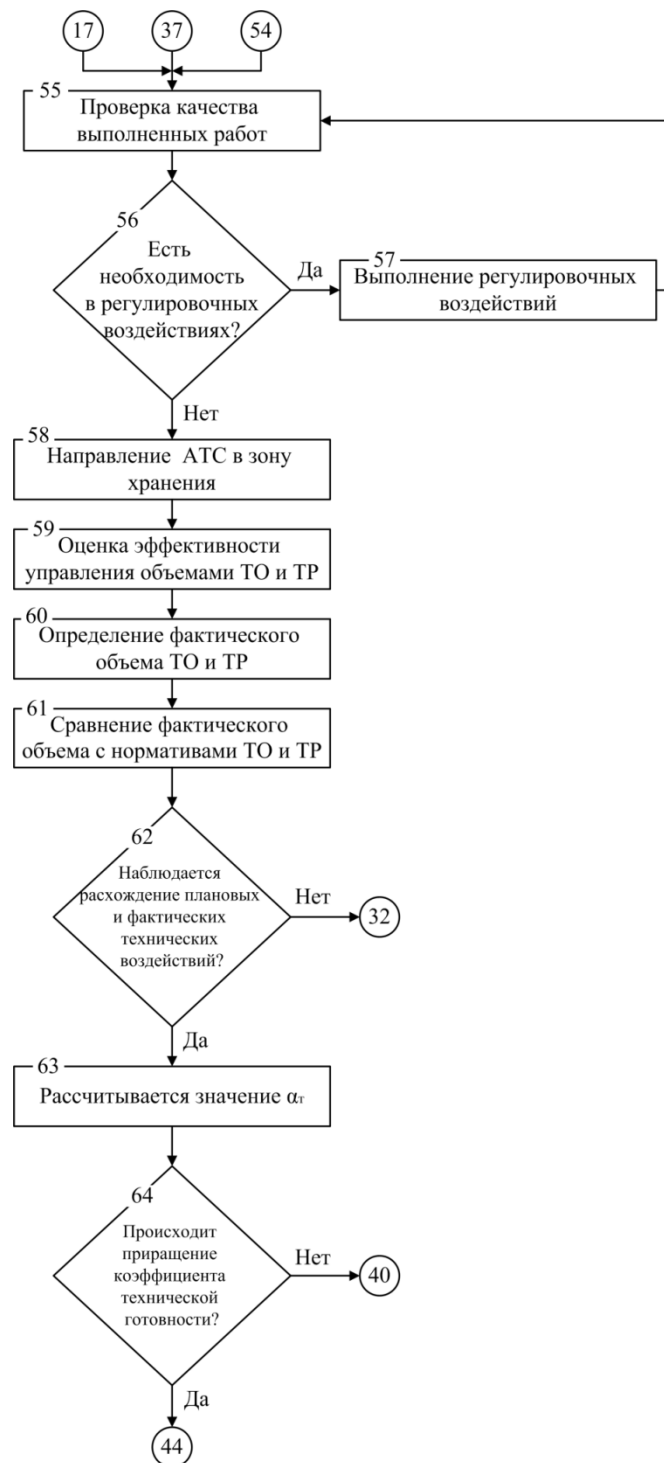 17 37 54
55
Проверка качества
выполненных работ
56
Есть
необходимость
в регулировочных
воздействиях?
Да
57
Выполнение регулировочных
воздействий
Нет
58
Направление АТС в зону
хранения
59
Оценка эффективности
управления объемами ТО и ТР
60
Определение фактического
объема ТО и ТР
61
Сравнение фактического
объема с нормативами ТО и ТР
62
Наблюдается
расхождение плановых
и фактических
технических
воздействий?
Нет
32
Да
63
Рассчитывается значение αт
64
Происходит
приращение
коэффициента
технической
готовности?
Нет
40
Да
44